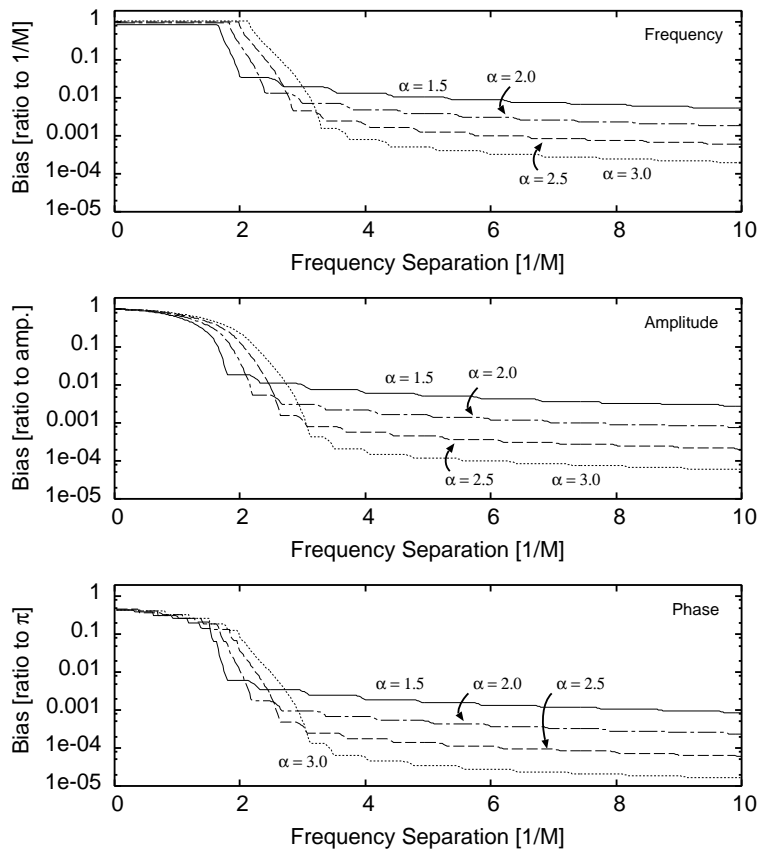 Bias [ratio to 1/M]
1
0.1
0.01
0.001
1e-04
1e-05
Frequency
α = 1.5
α = 2.0
α = 2.5
α = 3.0
0 2 4 6 8 10
Frequency Separation [1/M]
Bias [ratio to amp.]
1
0.1
0.01
0.001
1e-04
1e-05
Amplitude
α = 1.5
α = 2.0
α = 2.5
α = 3.0
0 2 4 6 8 10
Frequency Separation [1/M]
Bias [ratio to π]
1
0.1
0.01
0.001
1e-04
1e-05
Phase
α = 1.5
α = 2.0
α = 2.5
α = 3.0
0 2 4 6 8 10
Frequency Separation [1/M]